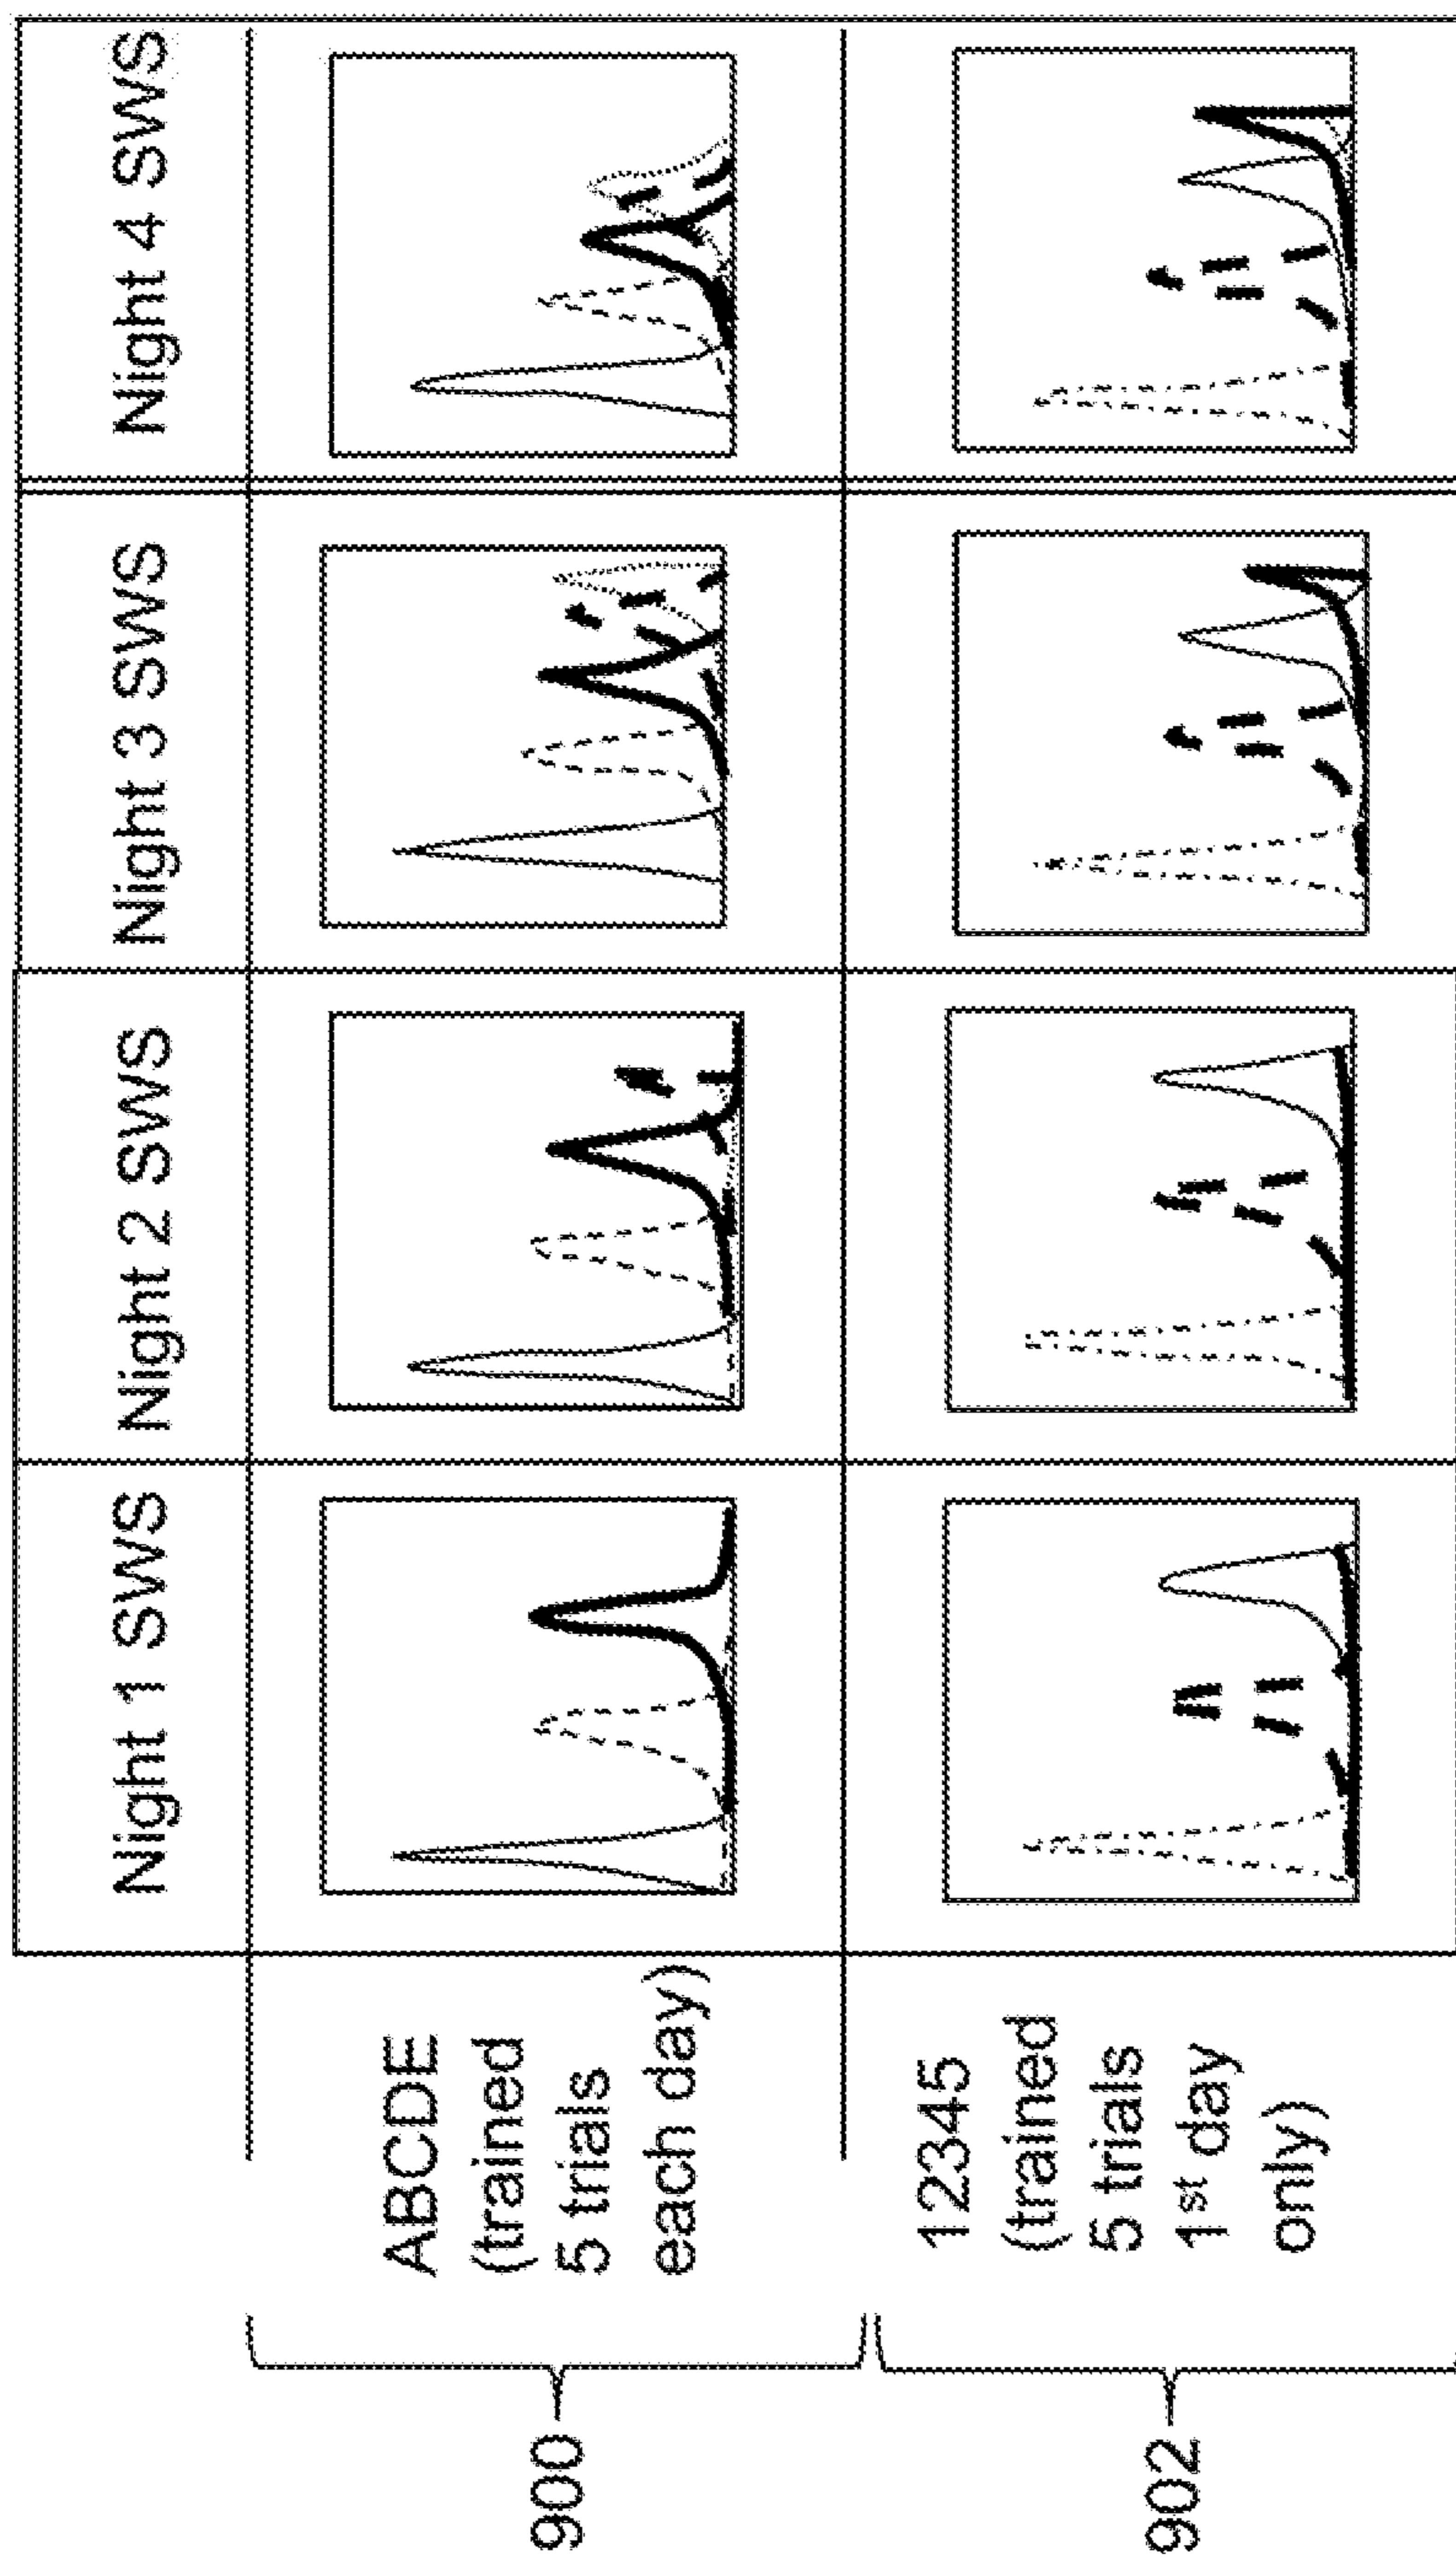 Night 1 SWS
Night 2 SWS
Night 3 SWS
Night 4 SWS
900
ABCDE
(trained
5 trials
each day)
902
12345
(trained
5 trials
1st day
only)